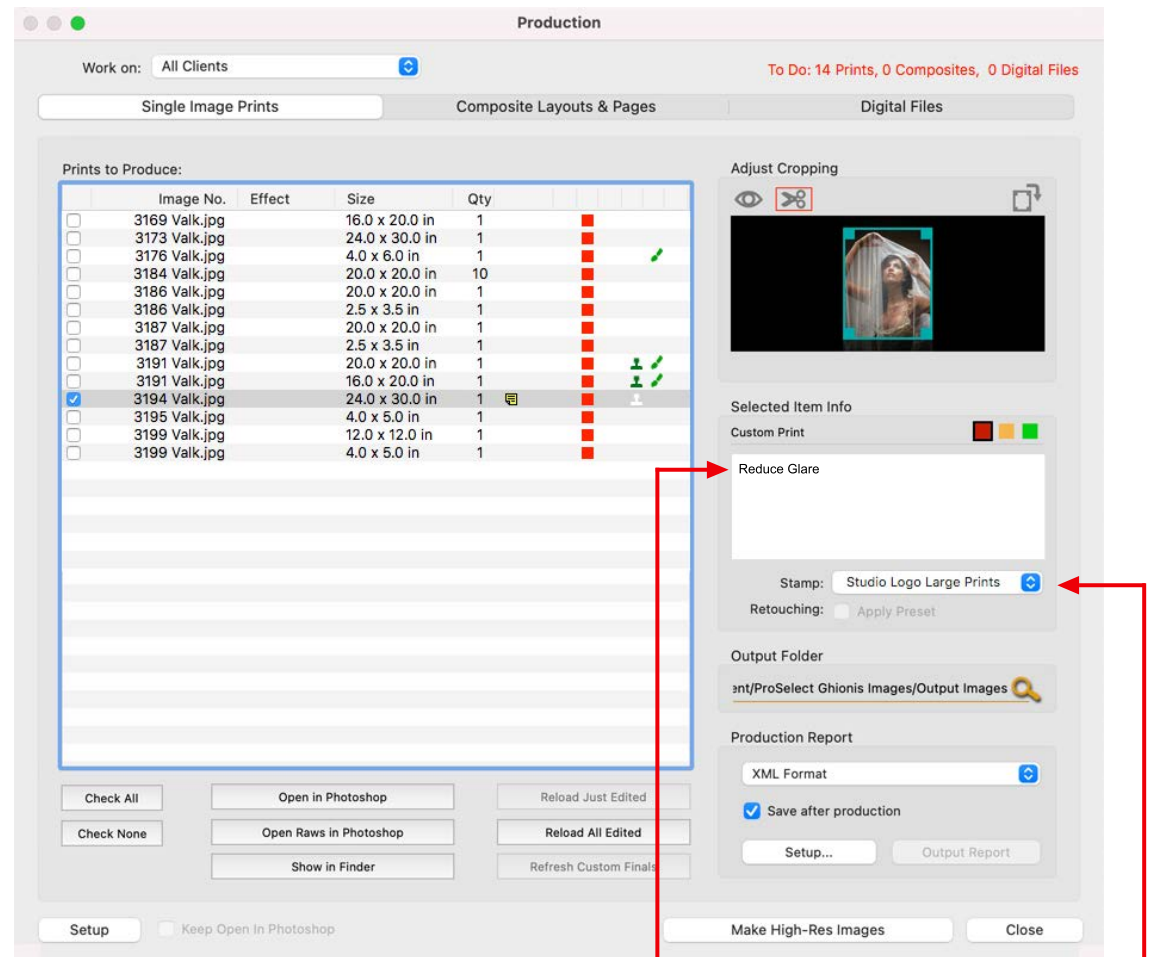 Production
Work on: All Clients
To Do: 14 Prints, 0 Composites, 0 Digital Files
Single Image Prints Composite Layouts & Pages Digital Files
Prints to Produce:
Image No. Effect Size Qty
3169 Valk.jpg 16.0 x 20.0 in 1
3173 Valk.jpg 24.0 x 30.0 in 1
3176 Valk.jpg 4.0 x 6.0 in 1
3184 Valk.jpg 20.0 x 20.0 in 10
3186 Valk.jpg 20.0 x 20.0 in 1
3186 Valk.jpg 2.5 x 3.5 in 1
3187 Valk.jpg 20.0 x 20.0 in 1
3187 Valk.jpg 2.5 x 3.5 in 1
3191 Valk.jpg 20.0 x 20.0 in 1
3191 Valk.jpg 16.0 x 20.0 in 1
3194 Valk.jpg 24.0 x 30.0 in 1
3195 Valk.jpg 4.0 x 5.0 in 1
3199 Valk.jpg 12.0 x 12.0 in 1
3199 Valk.jpg 4.0 x 5.0 in 1
Adjust Cropping
Selected Item Info
Custom Print
Reduce Glare
Stamp: Studio Logo Large Prints
Retouching: Apply Preset
Output Folder
ent/ProSelect Ghionis Images/Output Images
Production Report
XML Format
Save after production
Setup... Output Report
Check All Open in Photoshop Reload Just Edited
Check None Open Raws in Photoshop Reload All Edited
Show in Finder Refresh Custom Finals
Setup Keep Open In Photoshop Make High-Res Images Close